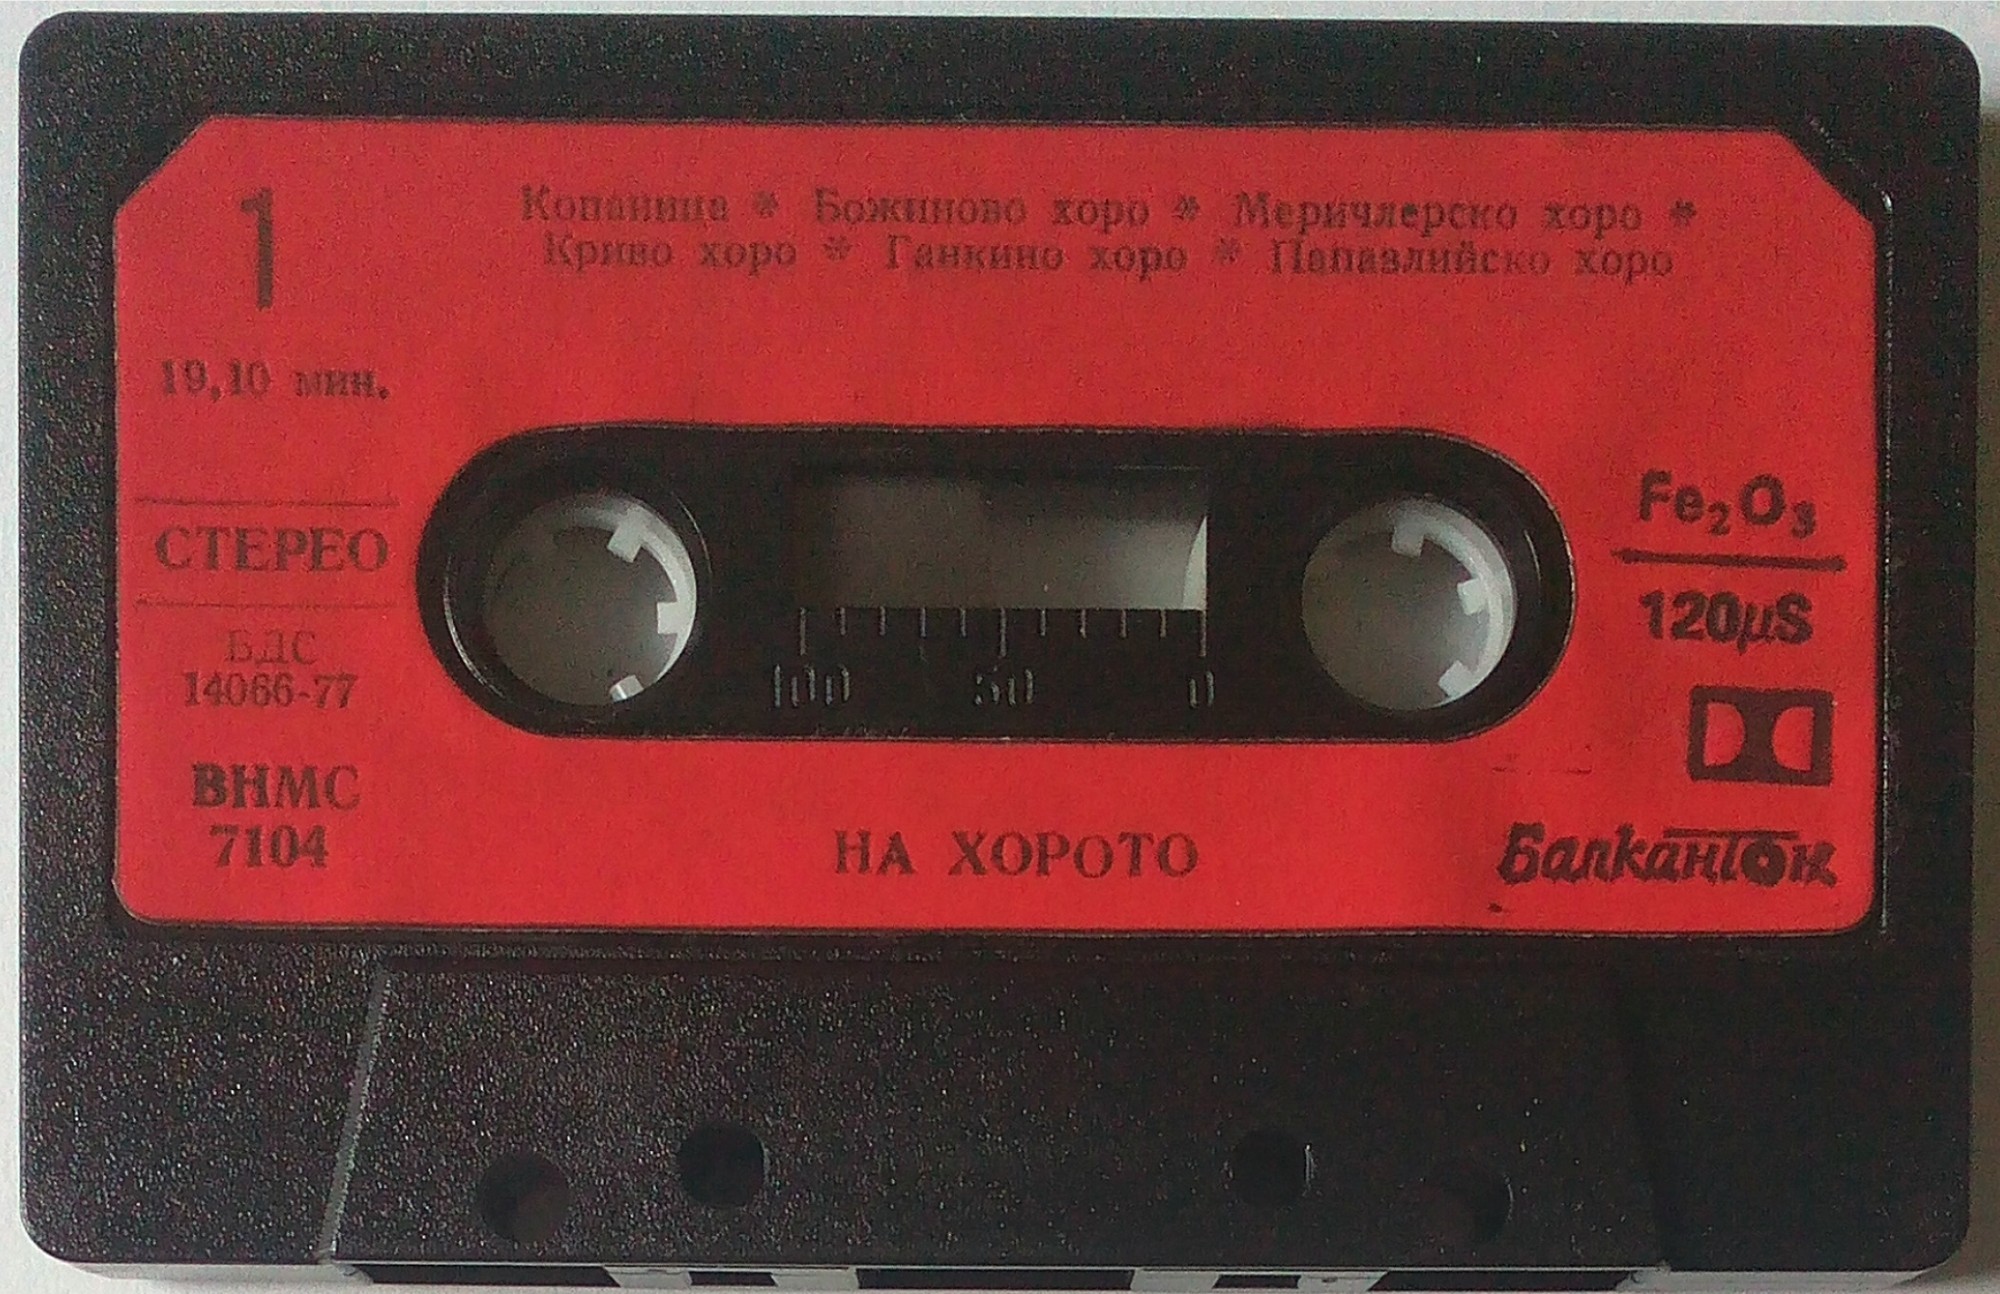 1
Копаница * Божиново хоро * Меричлерско хоро *
Криво хоро * Ганкино хоро * Папазлийско хоро
19,10 мин.
СТЕРЕО
БДС
14066-77
ВНМС
7104
100 50 0
Fe₂O₃
120µS
НА ХОРОТО
Балкантон